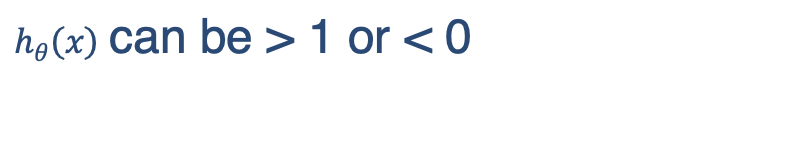 ℎ𝜃(𝑥) can be > 1 or < 0